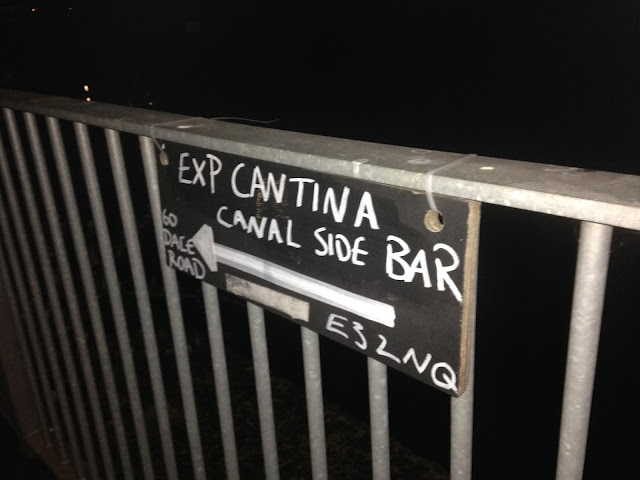 EXP CANTINA
CANAL SIDE BAR
60
DACE
ROAD
E3 2NQ